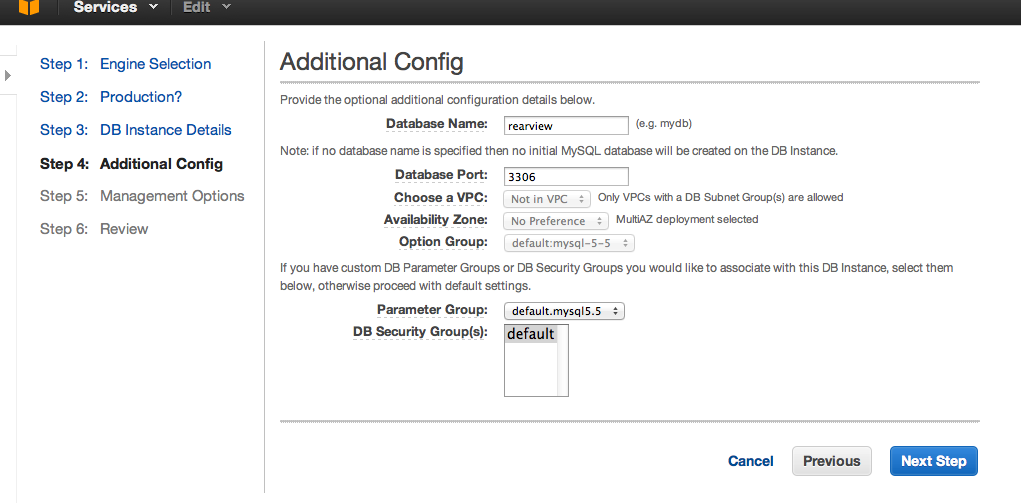 Services Edit
Step 1: Engine Selection
Step 2: Production?
Step 3: DB Instance Details
Step 4: Additional Config
Step 5: Management Options
Step 6: Review
Additional Config
Provide the optional additional configuration details below.
Database Name: rearview (e.g. mydb)
Note: if no database name is specified then no initial MySQL database will be created on the DB Instance.
Database Port: 3306
Choose a VPC: Not in VPC Only VPCs with a DB Subnet Group(s) are allowed
Availability Zone: No Preference MultiAZ deployment selected
Option Group: default:mysql-5-5
If you have custom DB Parameter Groups or DB Security Groups you would like to associate with this DB Instance, select them
below, otherwise proceed with default settings.
Parameter Group: default.mysql5.5
DB Security Group(s): default
Cancel Previous Next Step